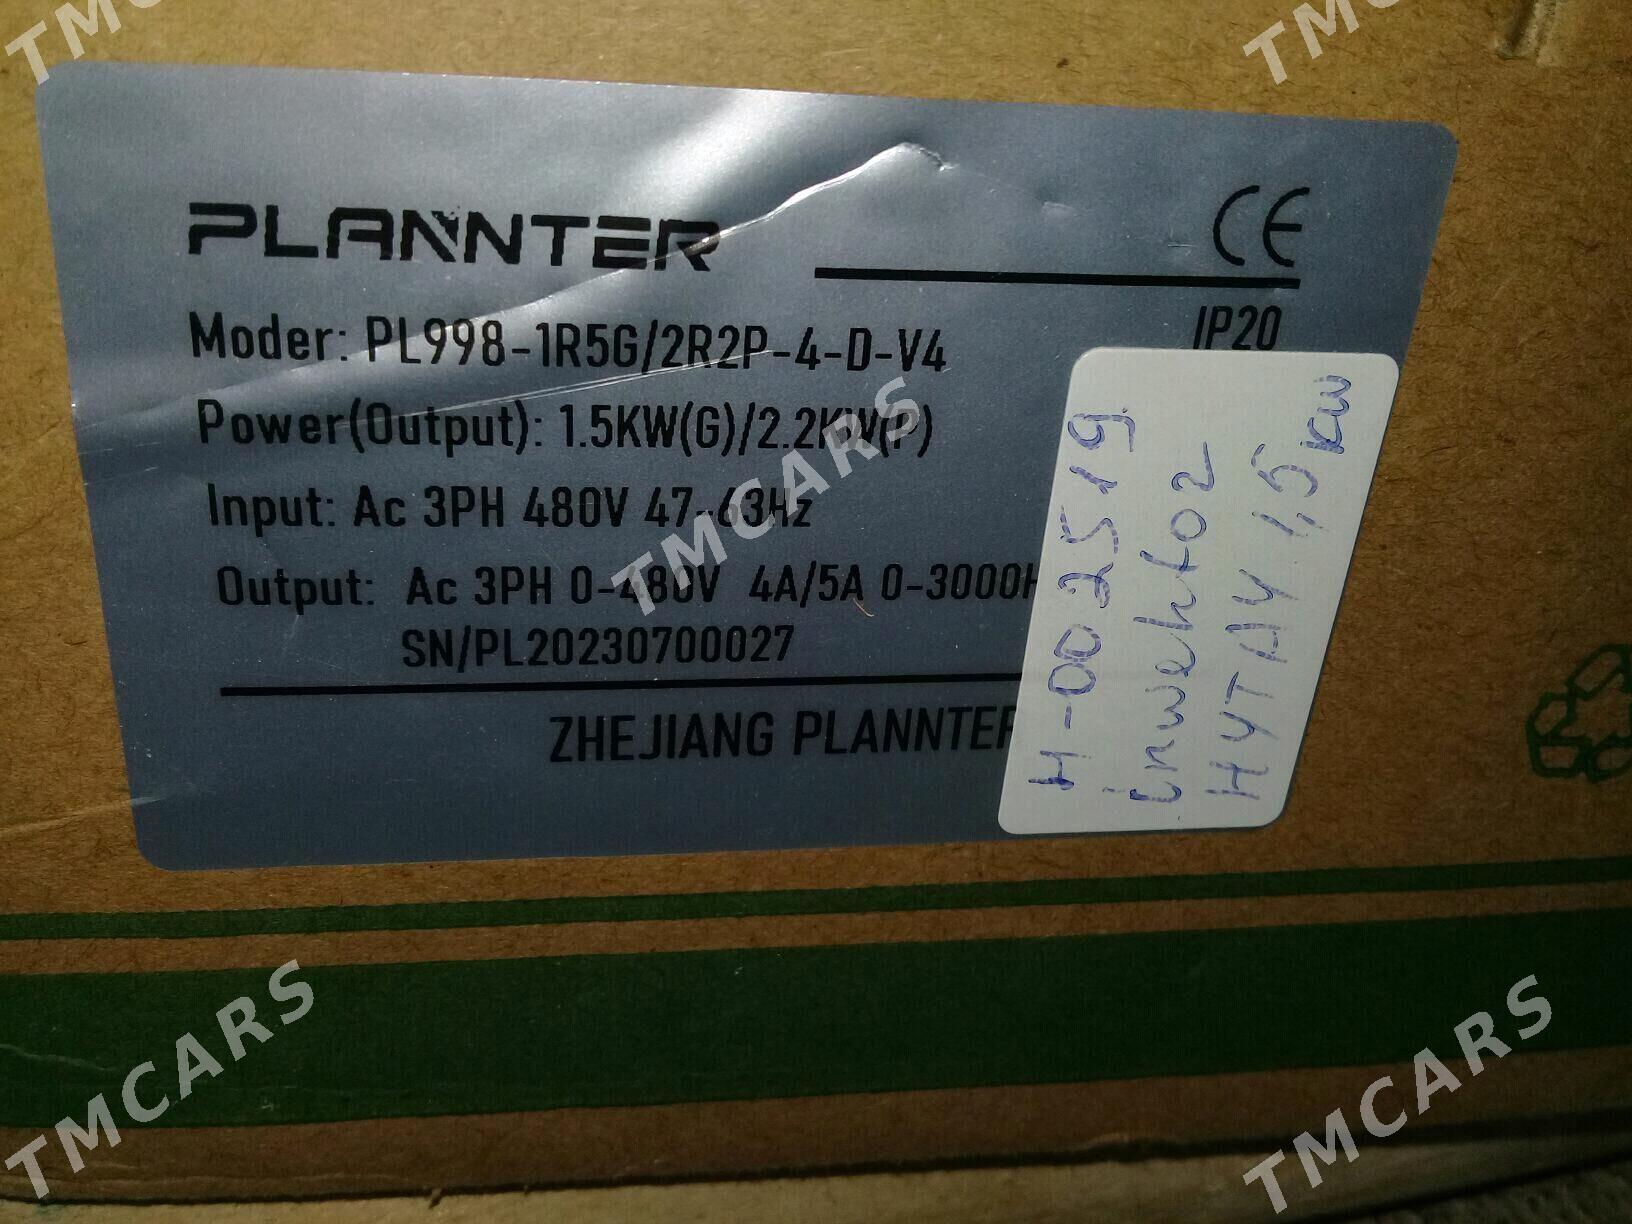 PLANNTER
CE
Moder: PL998-1R5G/2R2P-4-D-V4
IP20
Power(Output): 1.5KW(G)/2.2KW(P)
Input: Ac 3PH 480V 47-63Hz
Output: Ac 3PH 0-480V 4A/5A 0-3000H
SN/PL20230700027
ZHEJIANG PLANNTER
H-002519
inwektoz
HYTAY 1,5 kw
TMCARS
TMCARS
TMCARS
TMCARS
TMCARS